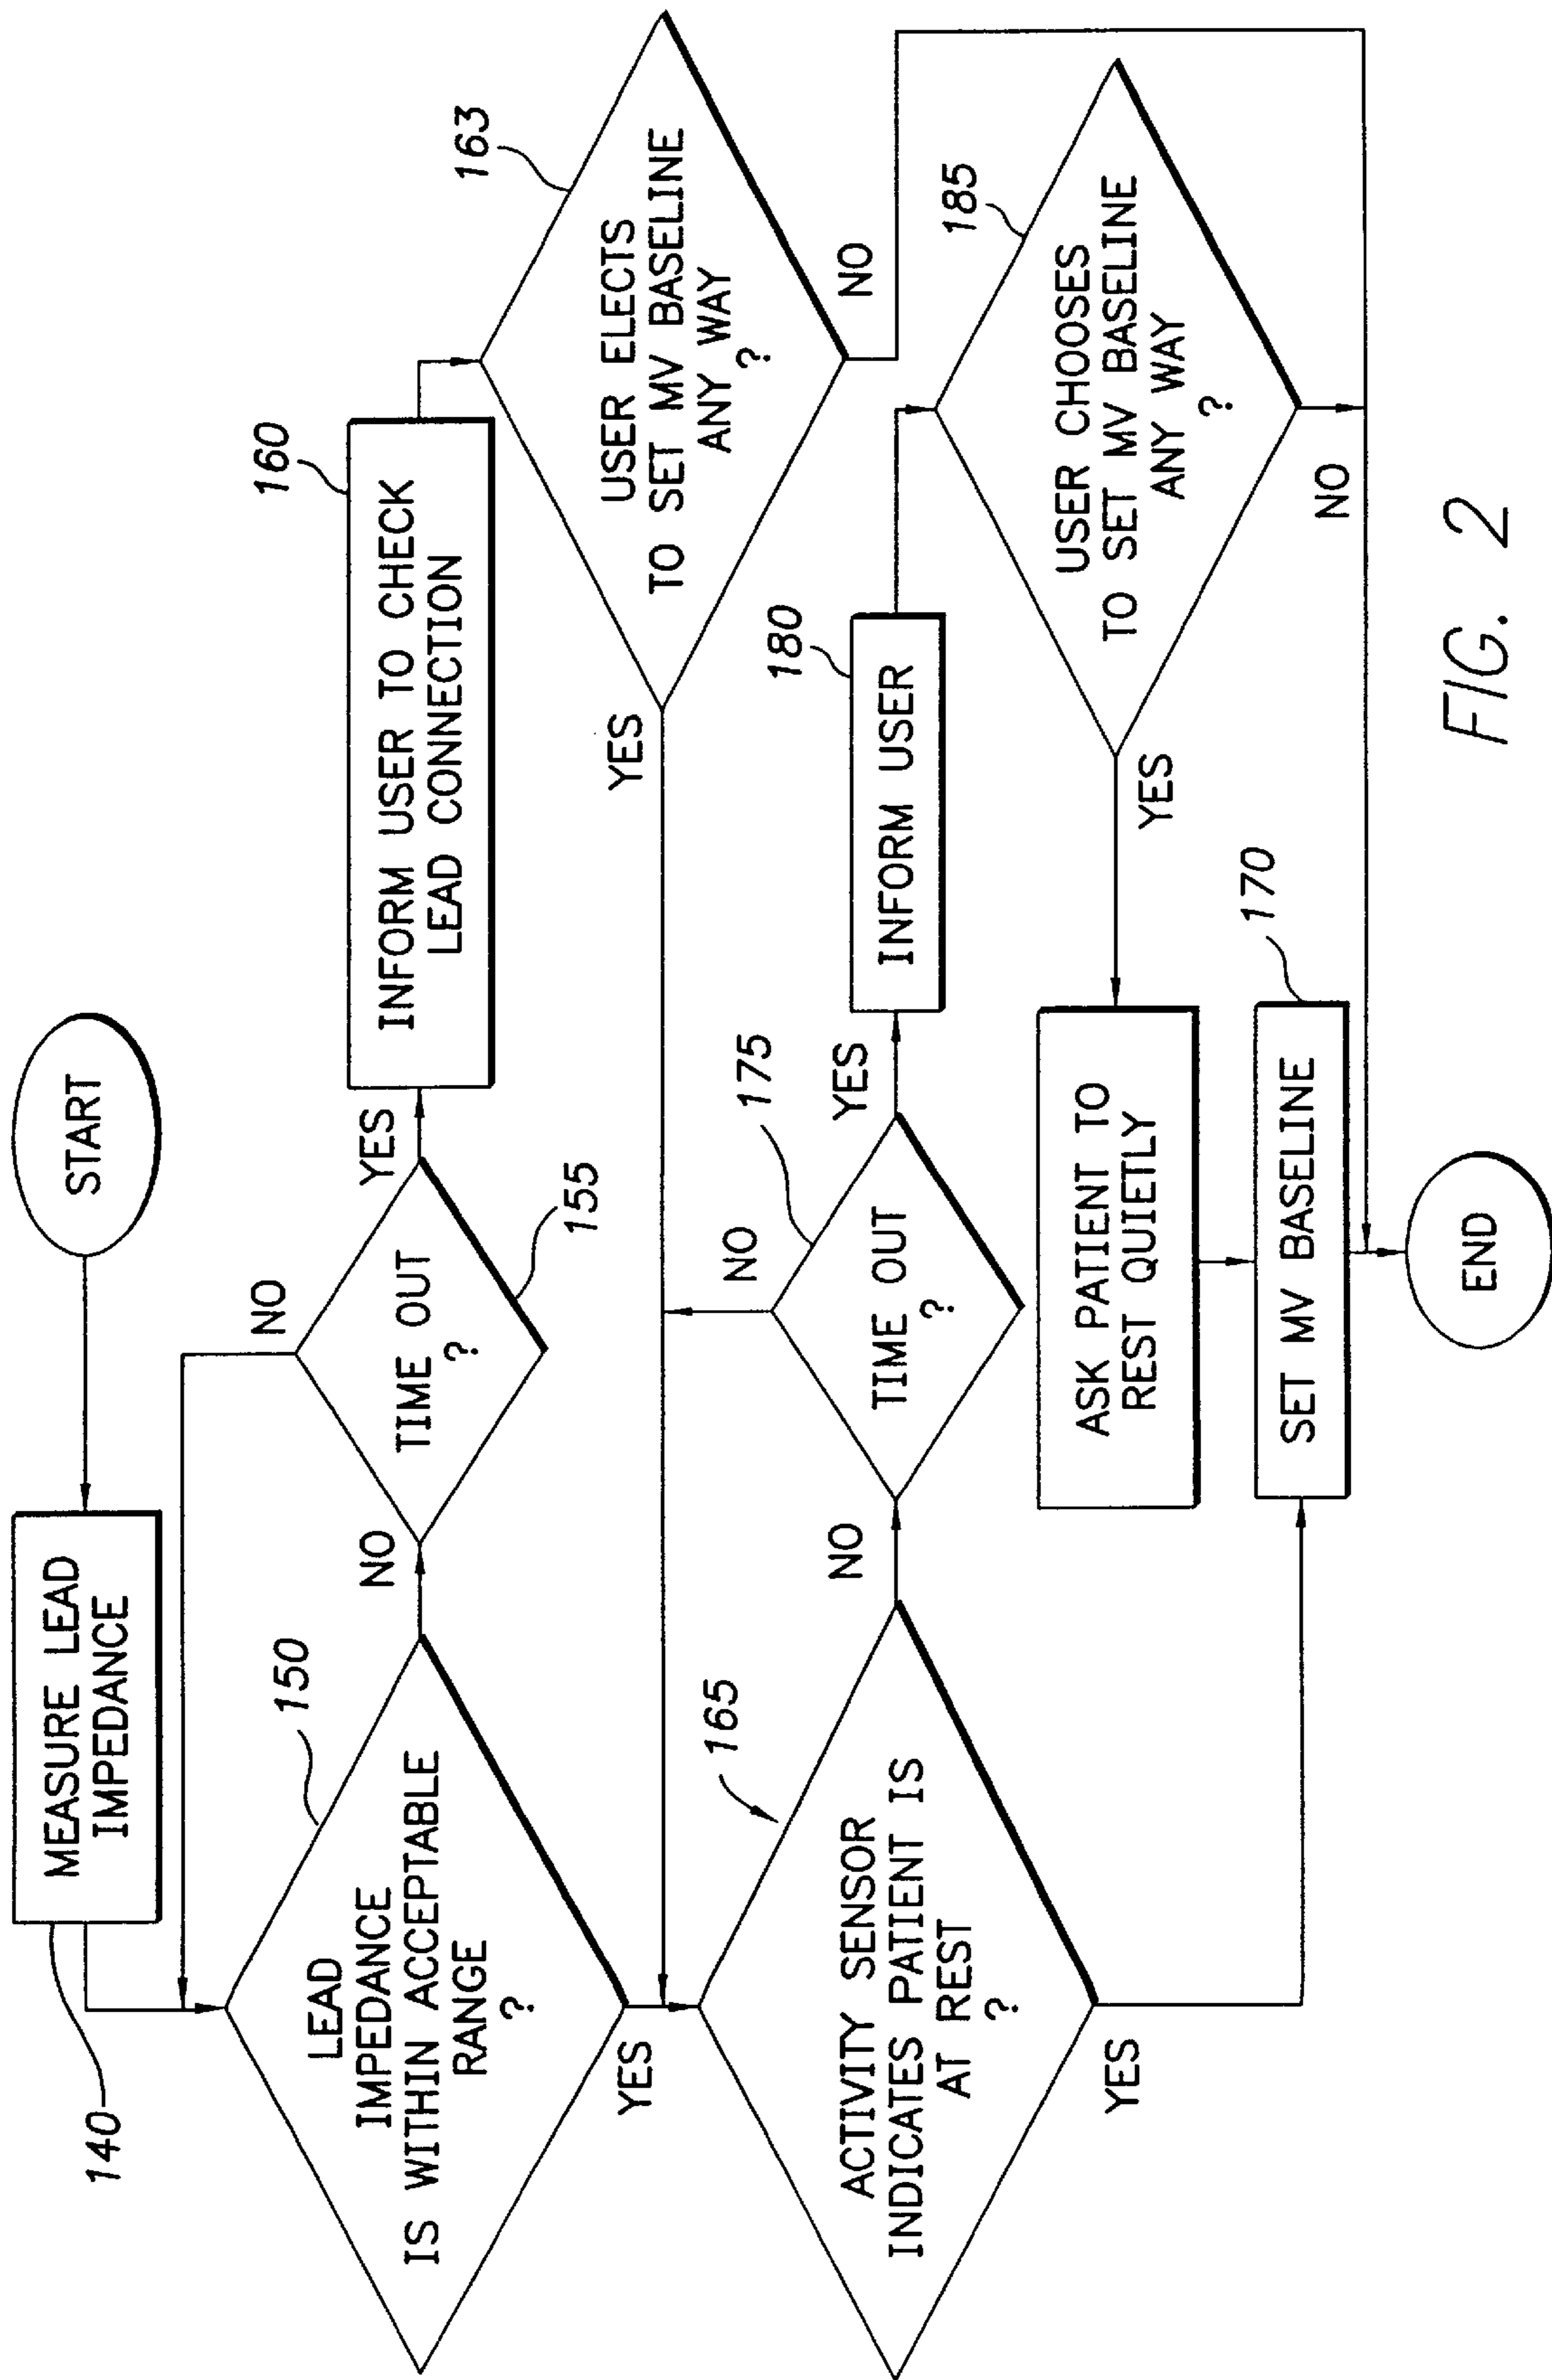 START
MEASURE LEAD
IMPEDANCE
140
LEAD
IMPEDANCE
IS WITHIN ACCEPTABLE
RANGE
?
150
NO
YES
TIME OUT
?
155
NO
YES
INFORM USER TO CHECK
LEAD CONNECTION
160
USER ELECTS
TO SET MV BASELINE
ANY WAY
?
163
YES
NO
ACTIVITY SENSOR
INDICATES PATIENT IS
AT REST
?
165
NO
YES
TIME OUT
?
175
NO
YES
INFORM USER
180
USER CHOOSES
TO SET MV BASELINE
ANY WAY
?
185
YES
NO
ASK PATIENT TO
REST QUIETLY
SET MV BASELINE
170
END
FIG. 2